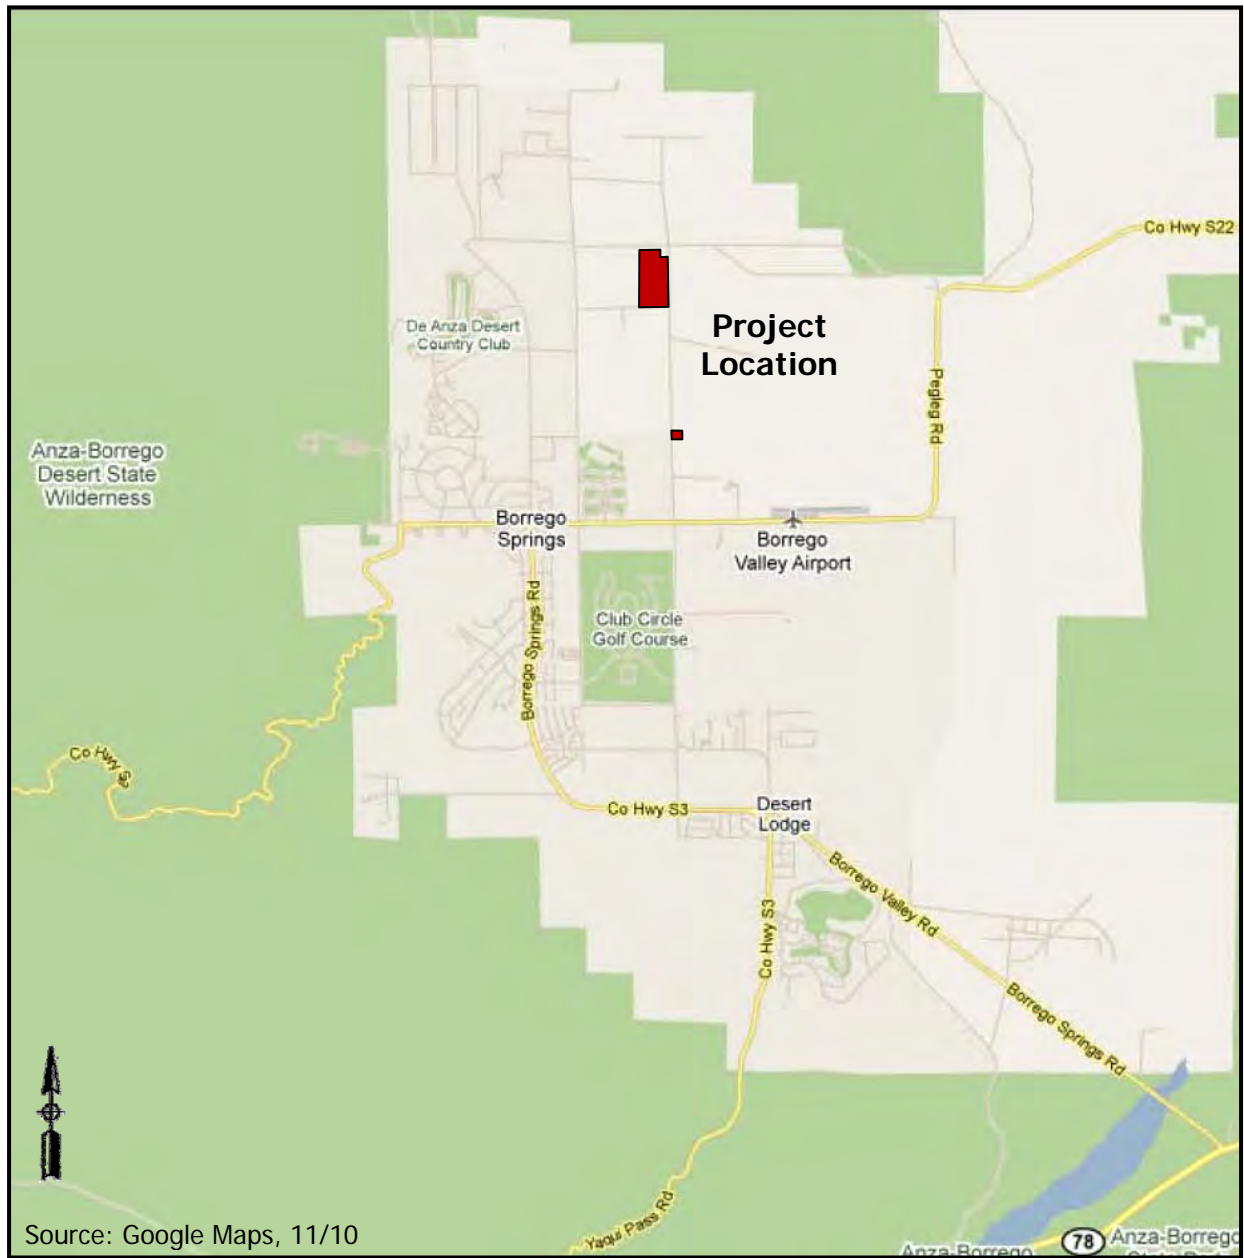 Co Hwy S22
Project
Location
De Anza Desert
Country Club
Pegleg Rd
Anza-Borrego
Desert State
Wilderness
Borrego
Springs
Borrego
Valley Airport
Club Circle
Golf Course
Borrego Springs Rd
Co Hwy
Co Hwy S3
Desert
Lodge
Borrego Valley Rd
Co Hwy S3
Borrego Springs Rd
Yaqui Pass Rd
Source: Google Maps, 11/10
78
Anza-Borrego
Anza-Borrego